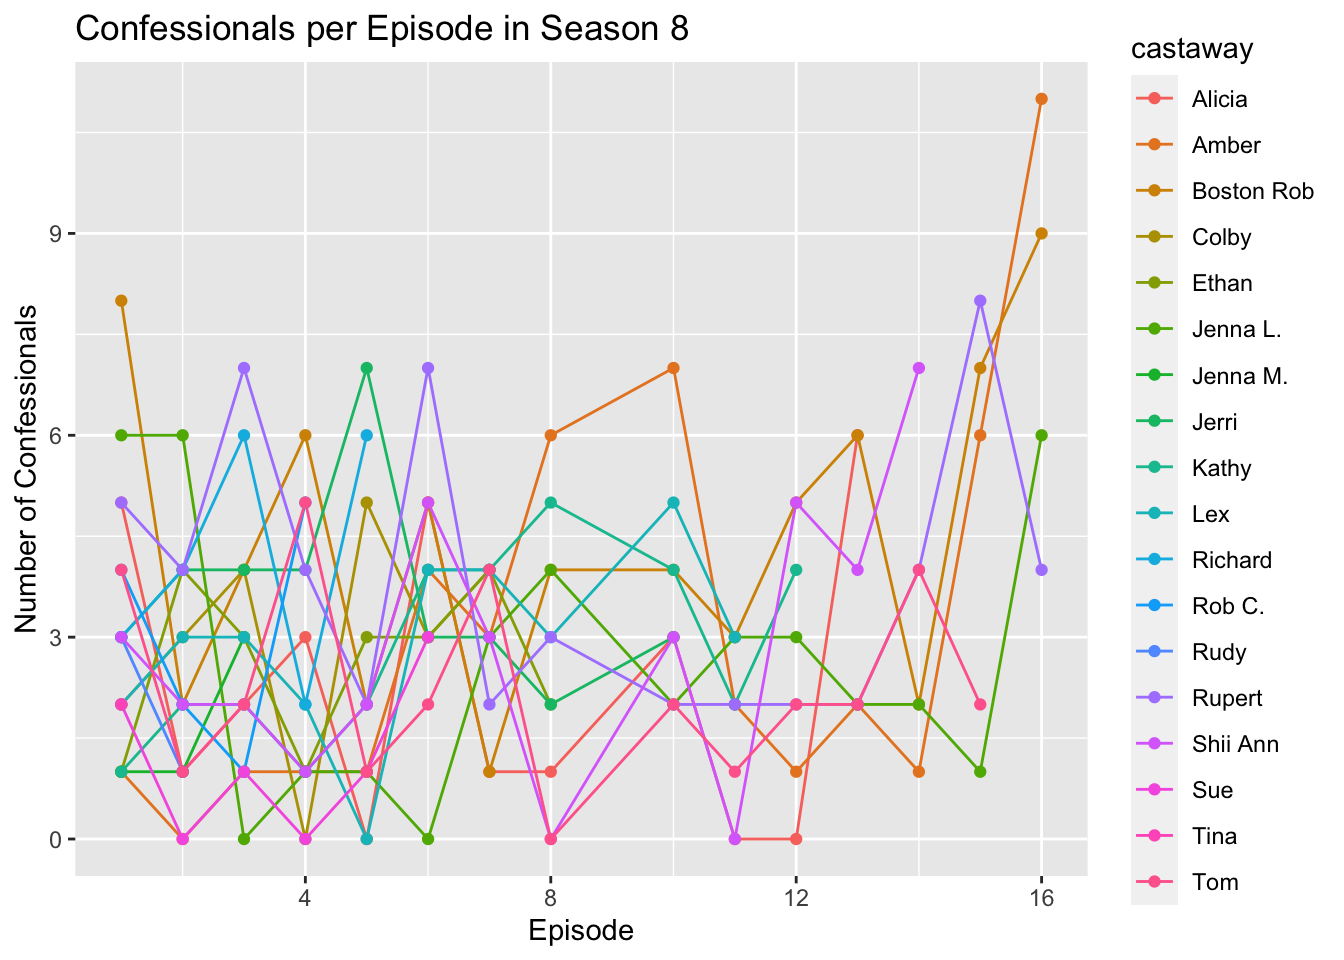 Confessionals per Episode in Season 8
Number of Confessionals
9
6
3
0
4 8 12 16
Episode
castaway
Alicia
Amber
Boston Rob
Colby
Ethan
Jenna L.
Jenna M.
Jerri
Kathy
Lex
Richard
Rob C.
Rudy
Rupert
Shii Ann
Sue
Tina
Tom